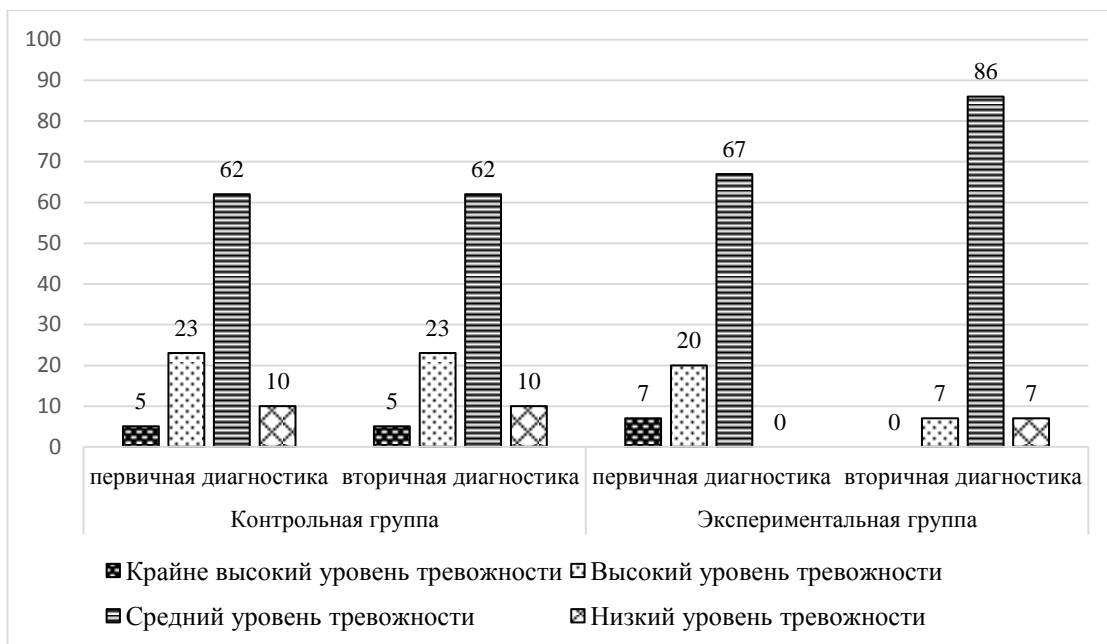 100
90
80
70
60
50
40
30
20
10
0
5 23 62 10
5 23 62 10
7 20 67 0
0 7 86 7
первичная диагностика вторичная диагностика первичная диагностика вторичная диагностика
Контрольная группа Экспериментальная группа
Крайне высокий уровень тревожности Высокий уровень тревожности
Средний уровень тревожности Низкий уровень тревожности